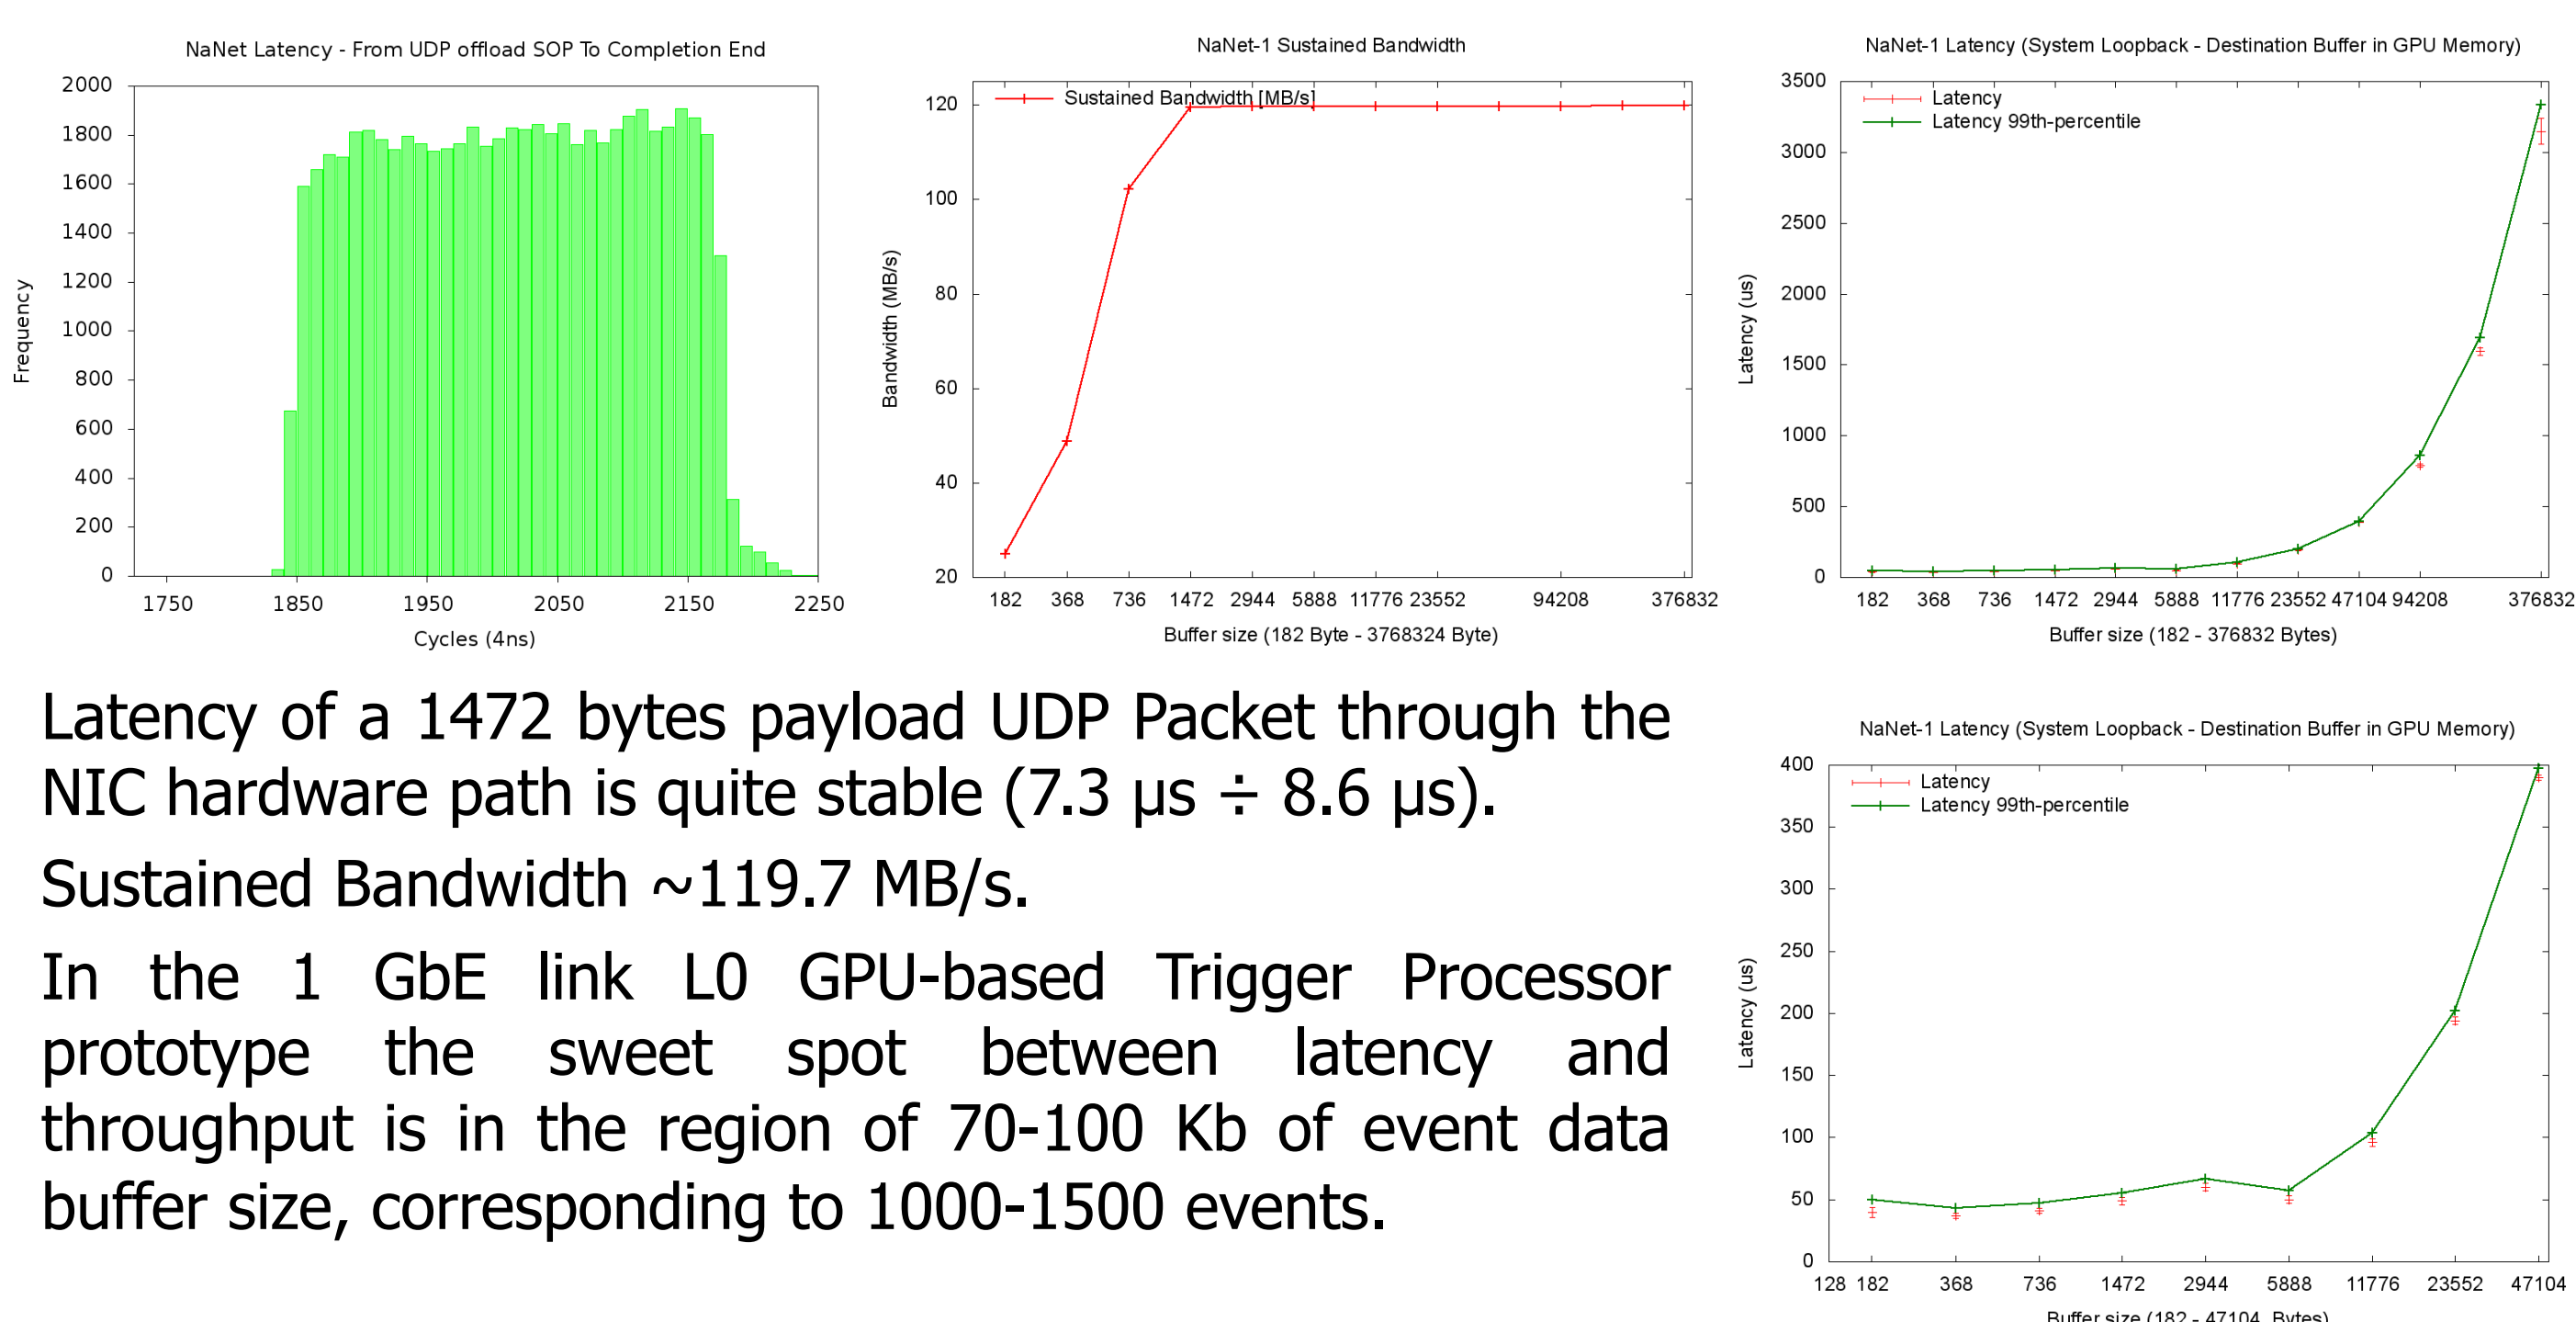 NaNet Latency - From UDP offload SOP To Completion End
2000
1800
1600
1400
1200
1000
800
600
400
200
0
Frequency
1750 1850 1950 2050 2150 2250
Cycles (4ns)
NaNet-1 Sustained Bandwidth
Sustained Bandwidth [MB/s]
120
100
80
60
40
20
Bandwidth (MB/s)
182 368 736 1472 2944 5888 11776 23552 94208 376832
Buffer size (182 Byte - 3768324 Byte)
NaNet-1 Latency (System Loopback - Destination Buffer in GPU Memory)
Latency
Latency 99th-percentile
3500
3000
2500
2000
1500
1000
500
0
Latency (us)
182 368 736 1472 2944 5888 11776 23552 47104 94208 376832
Buffer size (182 - 376832 Bytes)
Latency of a 1472 bytes payload UDP Packet through the
NIC hardware path is quite stable (7.3 µs ÷ 8.6 µs).
Sustained Bandwidth ~119.7 MB/s.
In the 1 GbE link L0 GPU-based Trigger Processor
prototype the sweet spot between latency and
throughput is in the region of 70-100 Kb of event data
buffer size, corresponding to 1000-1500 events.
NaNet-1 Latency (System Loopback - Destination Buffer in GPU Memory)
Latency
Latency 99th-percentile
400
350
300
250
200
150
100
50
0
Latency (us)
128 182 368 736 1472 2944 5888 11776 23552 47104
Buffer size (182 - 47104 Bytes)